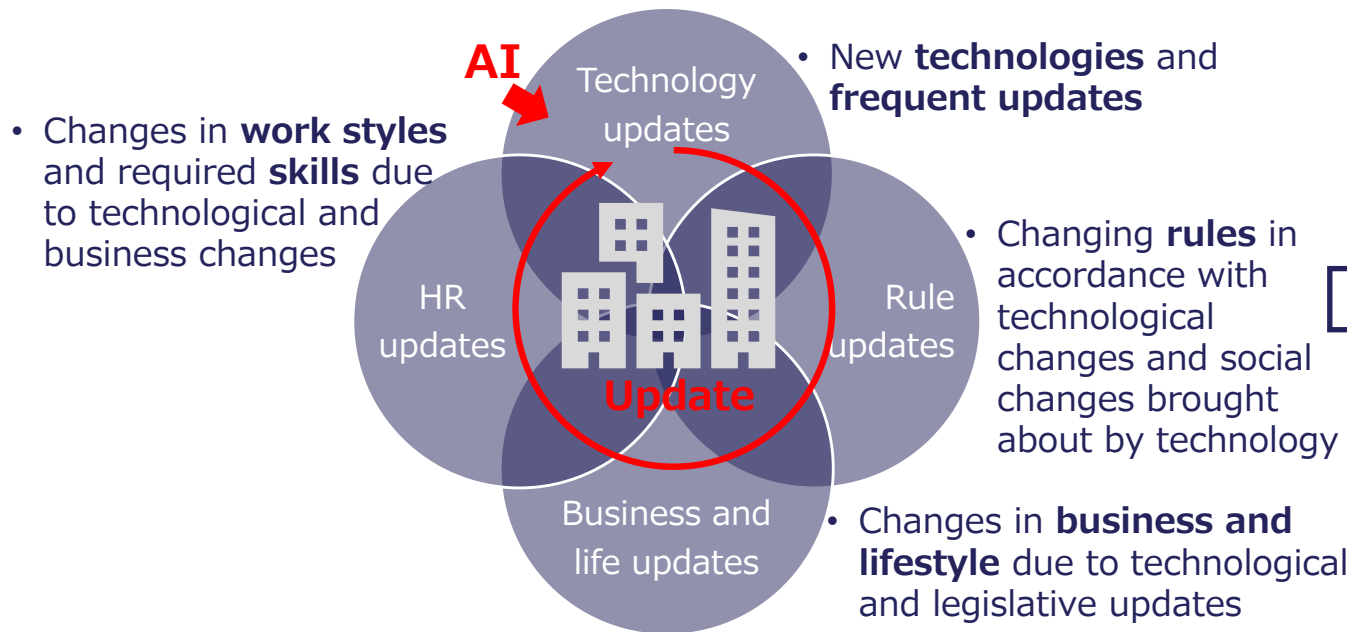 AI
Technology
updates
• New technologies and
frequent updates
• Changes in work styles
and required skills due
to technological and
business changes
HR
updates
Rule
updates
• Changing rules in
accordance with
technological
changes and social
changes brought
about by technology
Update
Business and
life updates
• Changes in business and
lifestyle due to technological
and legislative updates